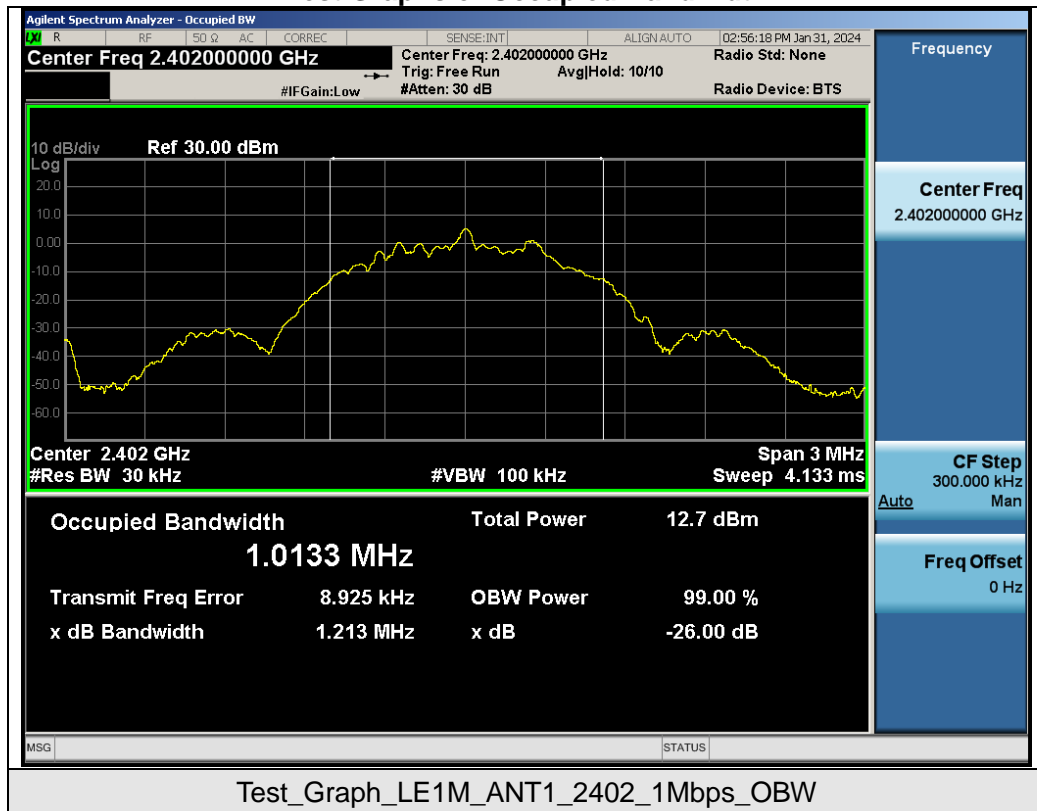 Agilent Spectrum Analyzer - Occupied BW
LXI R RF 50 Ω AC CORREC SENSE:INT ALIGN AUTO 02:56:18 PM Jan 31, 2024
Center Freq 2.402000000 GHz Center Freq: 2.402000000 GHz Radio Std: None
Trig: Free Run Avg|Hold: 10/10
#IFGain:Low #Atten: 30 dB Radio Device: BTS
10 dB/div Ref 30.00 dBm
Log
20.0
10.0
0.00
-10.0
-20.0
-30.0
-40.0
-50.0
-60.0
Center 2.402 GHz Span 3 MHz
#Res BW 30 kHz #VBW 100 kHz Sweep 4.133 ms
Occupied Bandwidth Total Power 12.7 dBm
1.0133 MHz
Transmit Freq Error 8.925 kHz OBW Power 99.00 %
x dB Bandwidth 1.213 MHz x dB -26.00 dB
MSG STATUS
Frequency
Center Freq
2.402000000 GHz
CF Step
300.000 kHz
Auto Man
Freq Offset
0 Hz
Test_Graph_LE1M_ANT1_2402_1Mbps_OBW